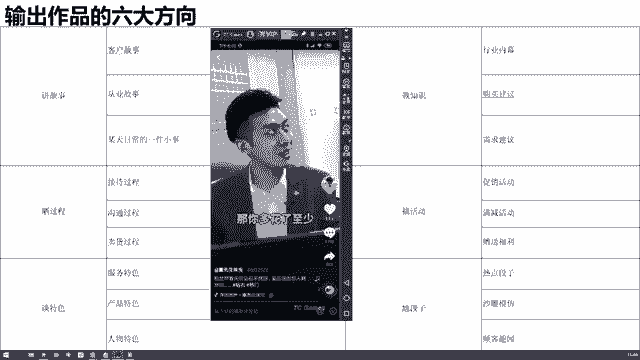 输出作品的六大方向
客户故事
讲故事
从业故事
某天日常的一件小事
接待过程
晒过程
沟通过程
卖货过程
服务特色
谈特色
产品特色
人物特色
那你多花了至少
行业内幕
教知识
购买建议
需求建议
促销活动
搞活动
满减活动
赠送福利
热点段子
越段子
沙雕模仿
顾客趣闻